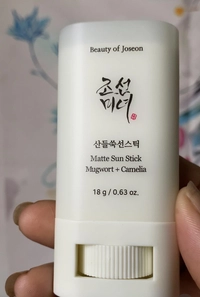 Beauty of Joseon
조선
미녀
산들쑥선스틱
Matte Sun Stick
Mugwort + Camelia
18 g / 0.63 oz.